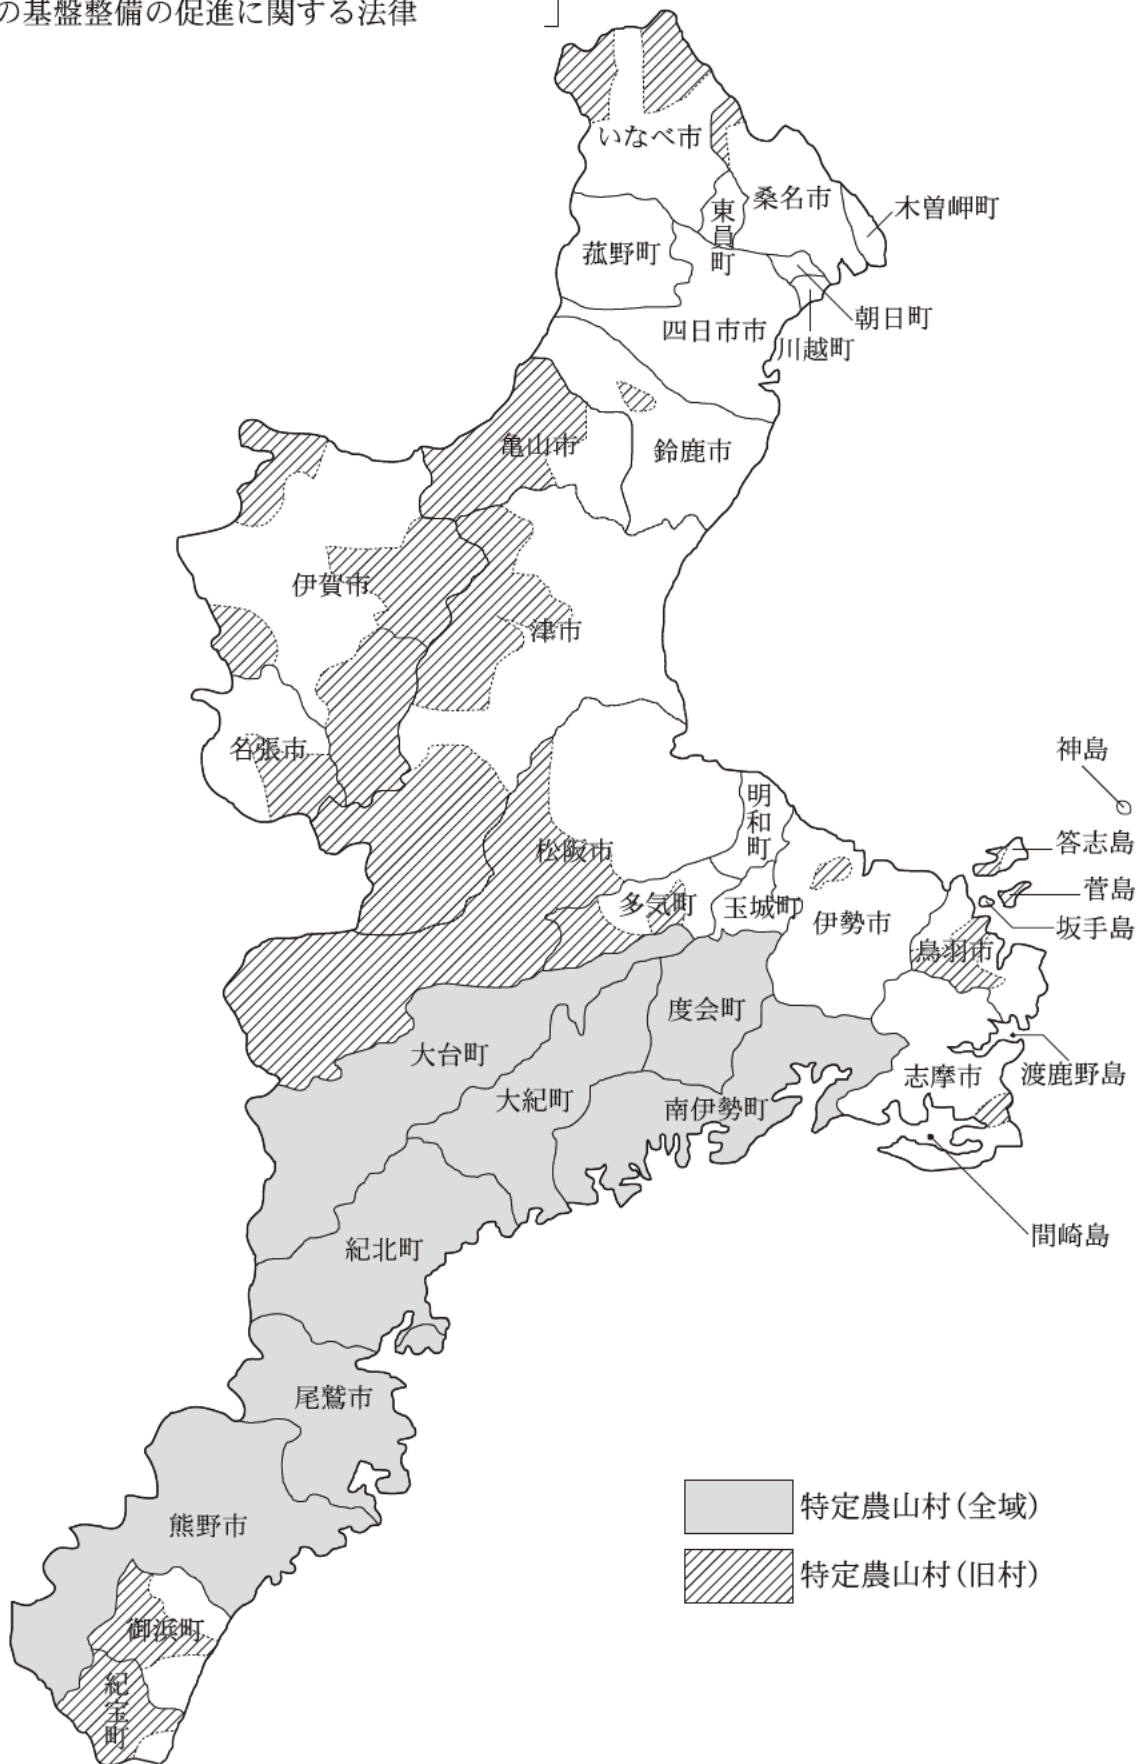 の基盤整備の促進に関する法律
いなべ市
桑名市
木曽岬町
東員町
菰野町
朝日町
四日市市
川越町
亀山市
鈴鹿市
伊賀市
津市
名張市
神島
明和町
答志島
松阪市
菅島
多気町
玉城町
伊勢市
坂手島
鳥羽市
度会町
大台町
志摩市
渡鹿野島
大紀町
南伊勢町
間崎島
紀北町
尾鷲市
特定農山村(全域)
熊野市
特定農山村(旧村)
御浜町
紀宝町